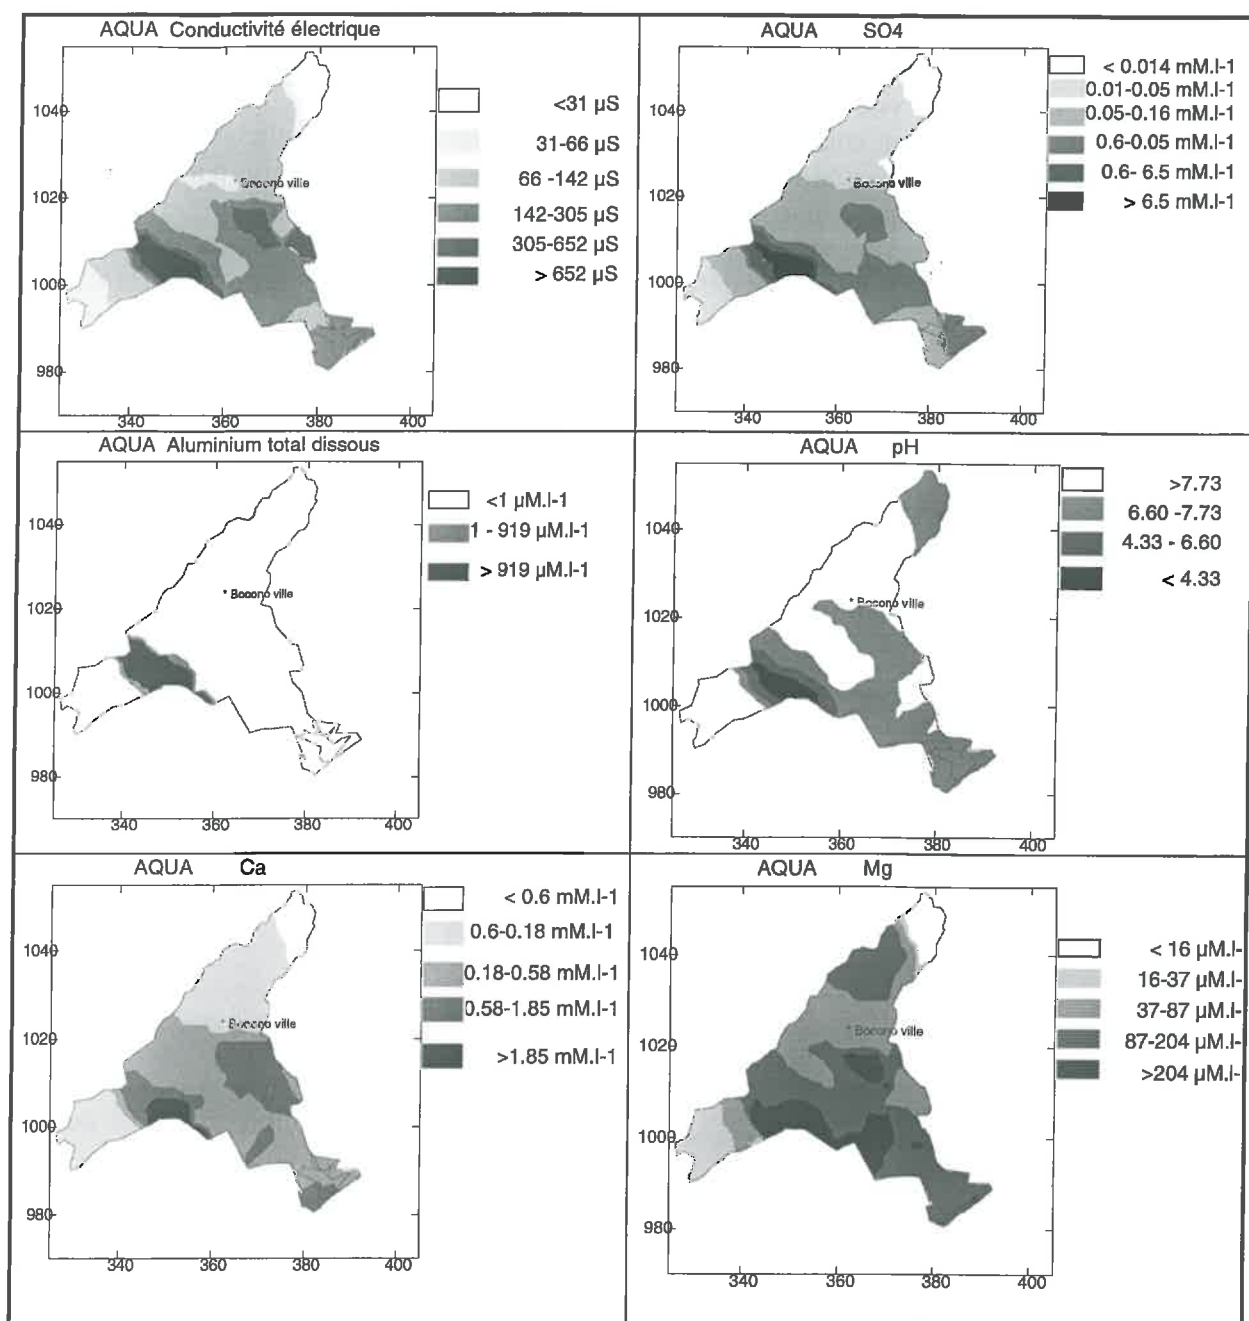 AQUA Conductivité électrique
1040
1020
1000
980
340
360
380
400
* Bocono ville
<31 µS
31-66 µS
66 -142 µS
142-305 µS
305-652 µS
> 652 µS
AQUA SO4
1040
1020
1000
980
340
360
380
400
* Bocono ville
< 0.014 mM.l-1
0.01-0.05 mM.l-1
0.05-0.16 mM.l-1
0.6-0.05 mM.l-1
0.6- 6.5 mM.l-1
> 6.5 mM.l-1
AQUA Aluminium total dissous
1040
1020
1000
980
340
360
380
400
* Bocono ville
<1 µM.l-1
1 - 919 µM.l-1
> 919 µM.l-1
AQUA pH
1040
1020
1000
980
340
360
380
400
* Bocono ville
>7.73
6.60 -7.73
4.33 - 6.60
< 4.33
AQUA Ca
1040
1020
1000
980
340
360
380
400
* Bocono ville
< 0.6 mM.l-1
0.6-0.18 mM.l-1
0.18-0.58 mM.l-1
0.58-1.85 mM.l-1
>1.85 mM.l-1
AQUA Mg
1040
1020
1000
980
340
360
380
400
* Bocono ville
< 16 µM.l-
16-37 µM.l-
37-87 µM.l-
87-204 µM.l-
>204 µM.l-